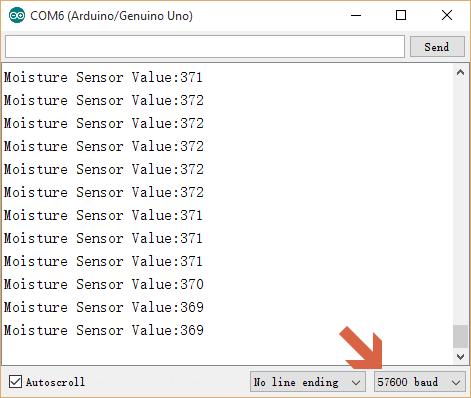 COM6 (Arduino/Genuino Uno)
Send
Moisture Sensor Value:371
Moisture Sensor Value:372
Moisture Sensor Value:372
Moisture Sensor Value:372
Moisture Sensor Value:372
Moisture Sensor Value:372
Moisture Sensor Value:371
Moisture Sensor Value:371
Moisture Sensor Value:371
Moisture Sensor Value:370
Moisture Sensor Value:369
Moisture Sensor Value:369
Autoscroll No line ending 57600 baud